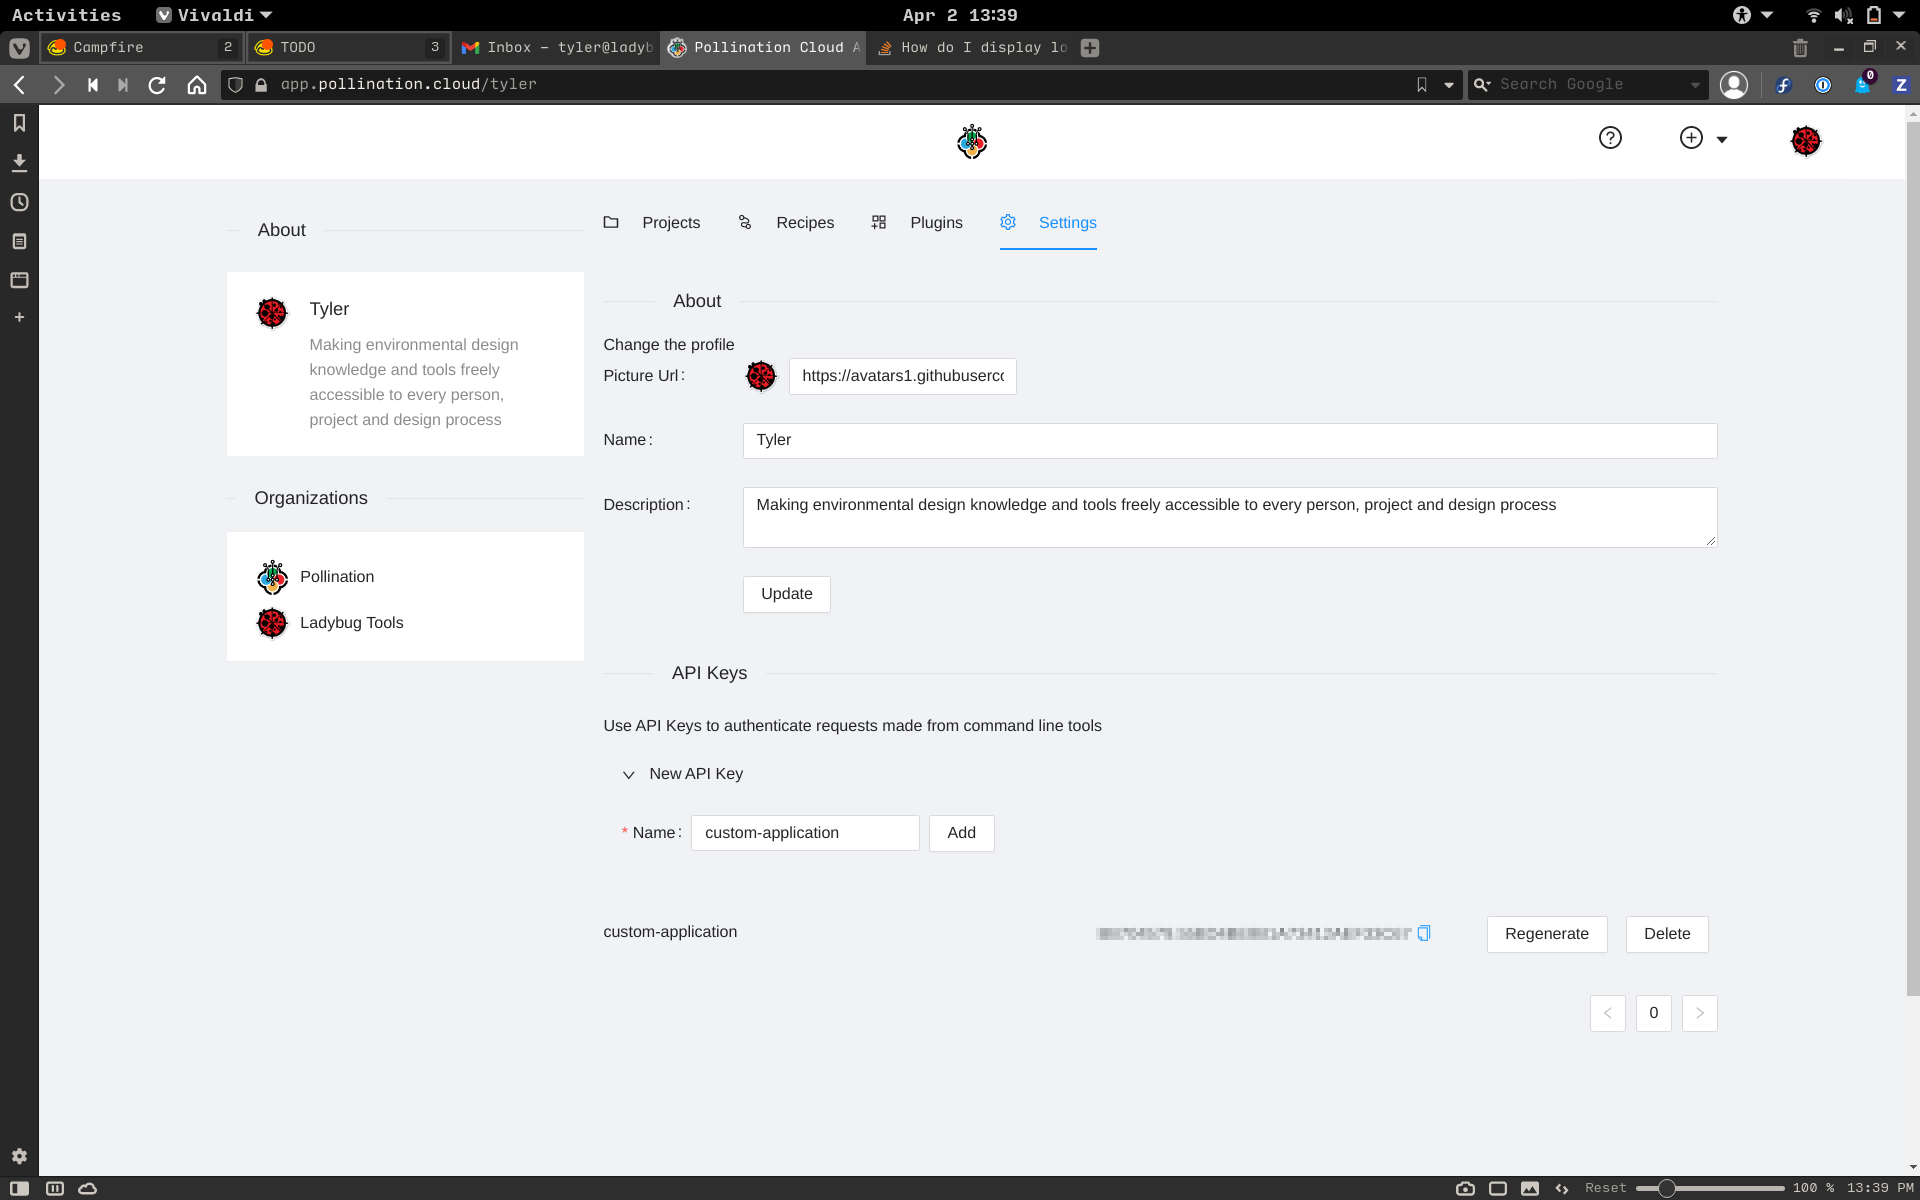 Activities
Vivaldi
Apr 2 13:39
Campfire 2
TODO 3
Inbox – tyler@ladyb
Pollination Cloud A
How do I display lo
app.pollination.cloud/tyler
Search Google
0
Z
About
Tyler
Making environmental design
knowledge and tools freely
accessible to every person,
project and design process
Organizations
Pollination
Ladybug Tools
Projects
Recipes
Plugins
Settings
About
Change the profile
Picture Url:
https://avatars1.githubuserco
Name:
Tyler
Description:
Making environmental design knowledge and tools freely accessible to every person, project and design process
Update
API Keys
Use API Keys to authenticate requests made from command line tools
New API Key
* Name:
custom-application
Add
custom-application
Regenerate
Delete
< 0 >
Reset
100 %
13:39 PM